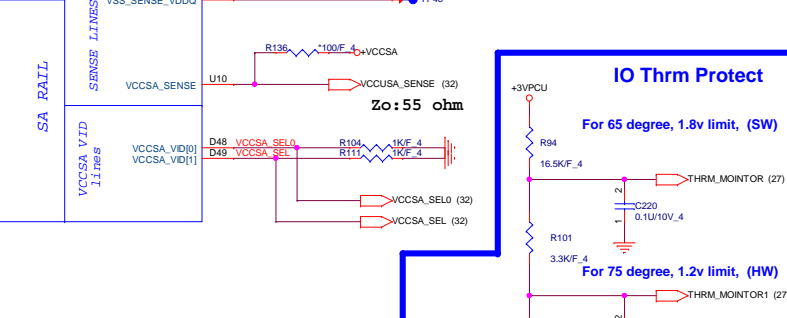 VSS_SENSE_VDDQ
SENSE LINES
R136
*100/F_4
+VCCSA
VCCSA_SENSE
U10
VCCUSA_SENSE (32)
Zo:55 ohm
SA RAIL
VCCSA VID
lines
VCCSA_VID[0]
VCCSA_VID[1]
D48
D49
VCCSA_SEL0
VCCSA_SEL
R104
R111
1K/F_4
1K/F_4
VCCSA_SEL0 (32)
VCCSA_SEL (32)
IO Thrm Protect
+3VPCU
For 65 degree, 1.8v limit, (SW)
R94
16.5K/F_4
THRM_MOINTOR (27)
2
1
C220
0.1U/10V_4
R101
3.3K/F_4
For 75 degree, 1.2v limit, (HW)
THRM_MOINTOR1 (27